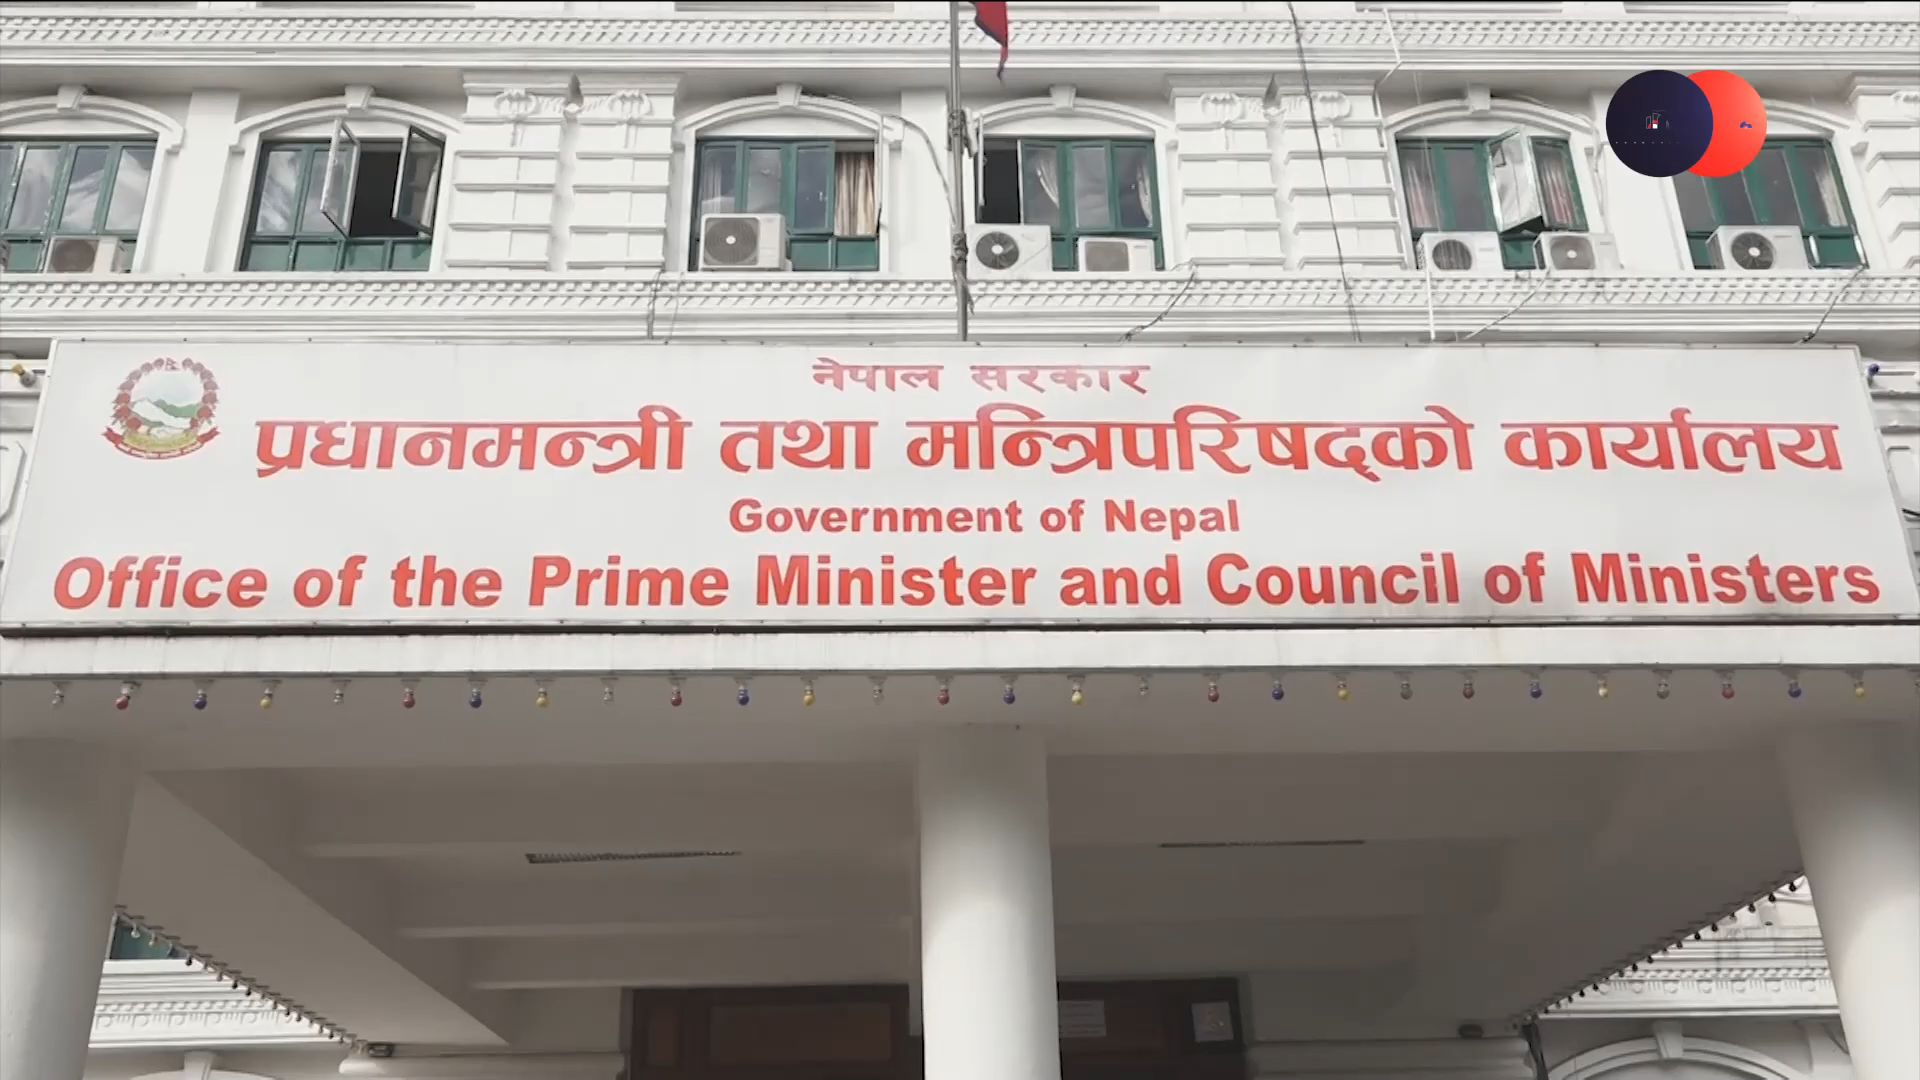 नेपाल सरकार
प्रधानमन्त्री तथा मन्त्रिपरिषद्को कार्यालय
Government of Nepal
Office of the Prime Minister and Council of Ministers